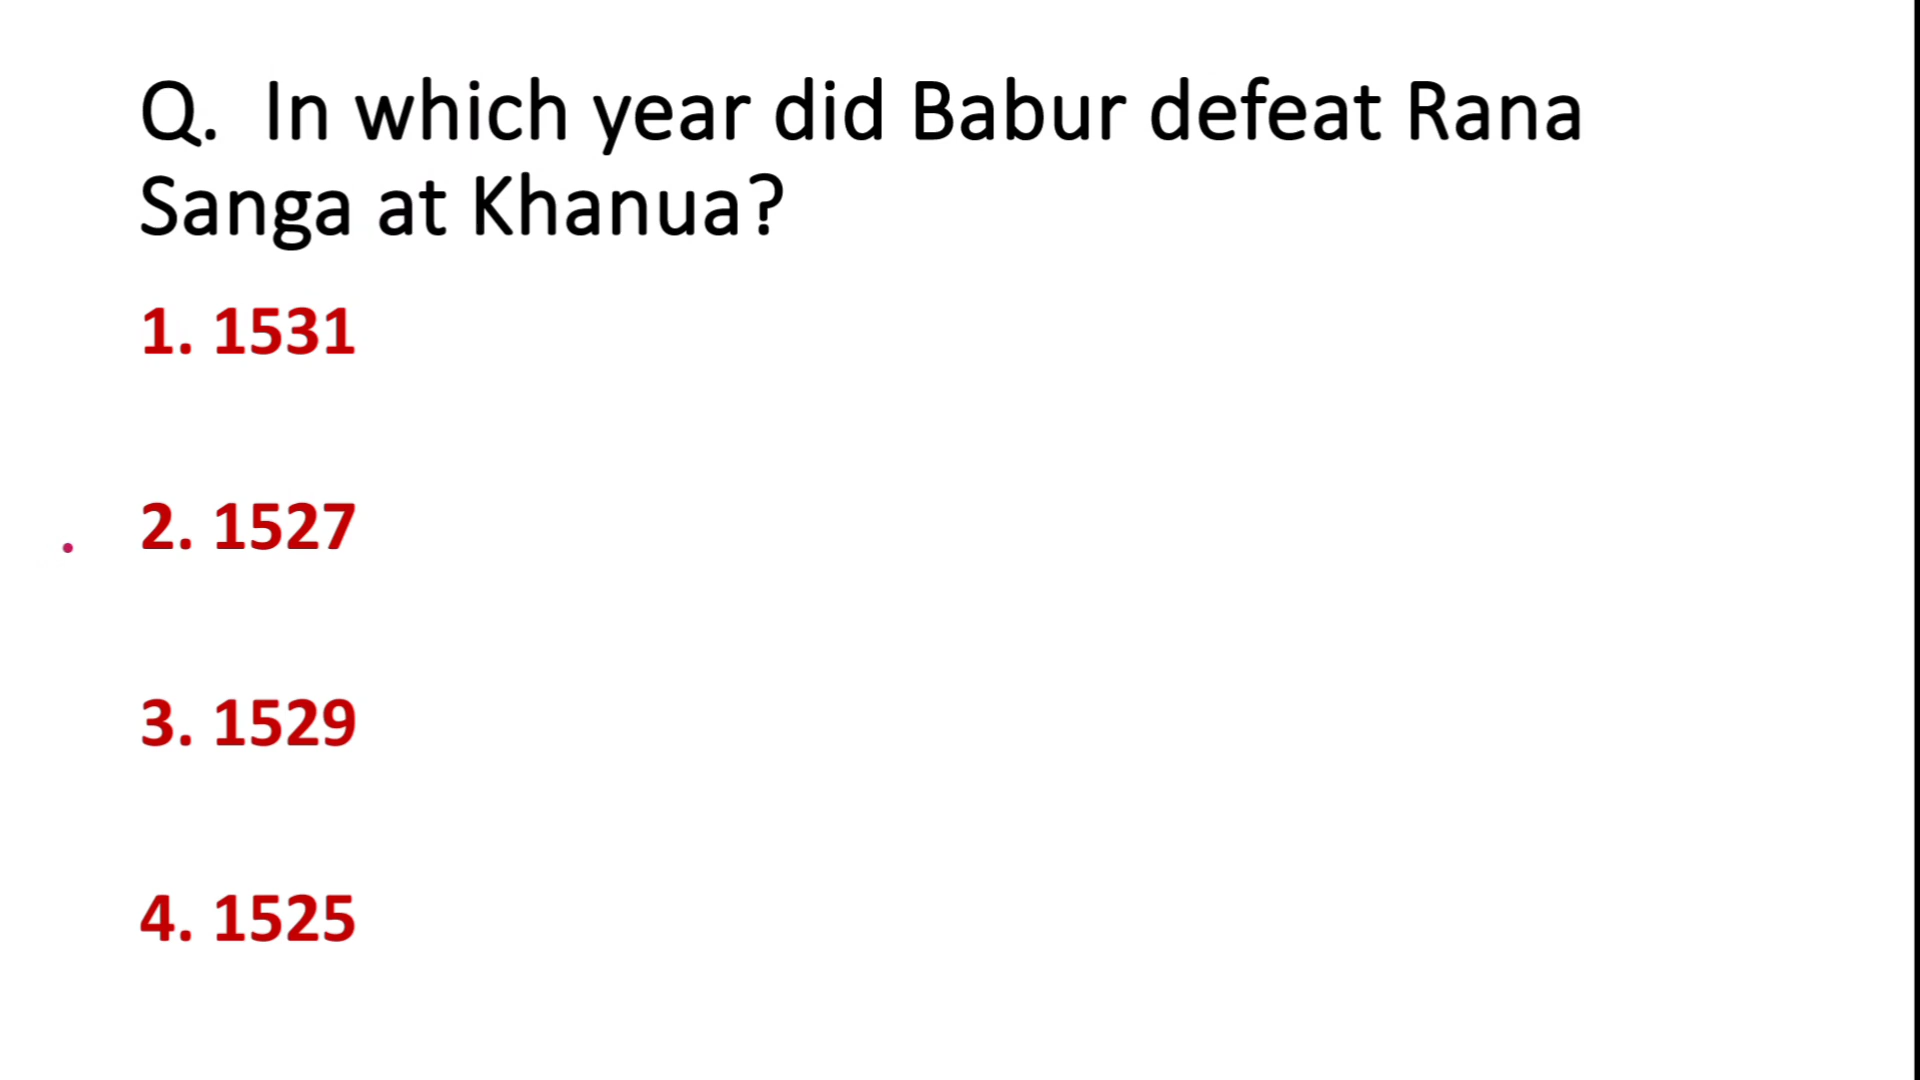 Q. In which year did Babur defeat Rana
Sanga at Khanua?
1. 1531
2. 1527
3. 1529
4. 1525